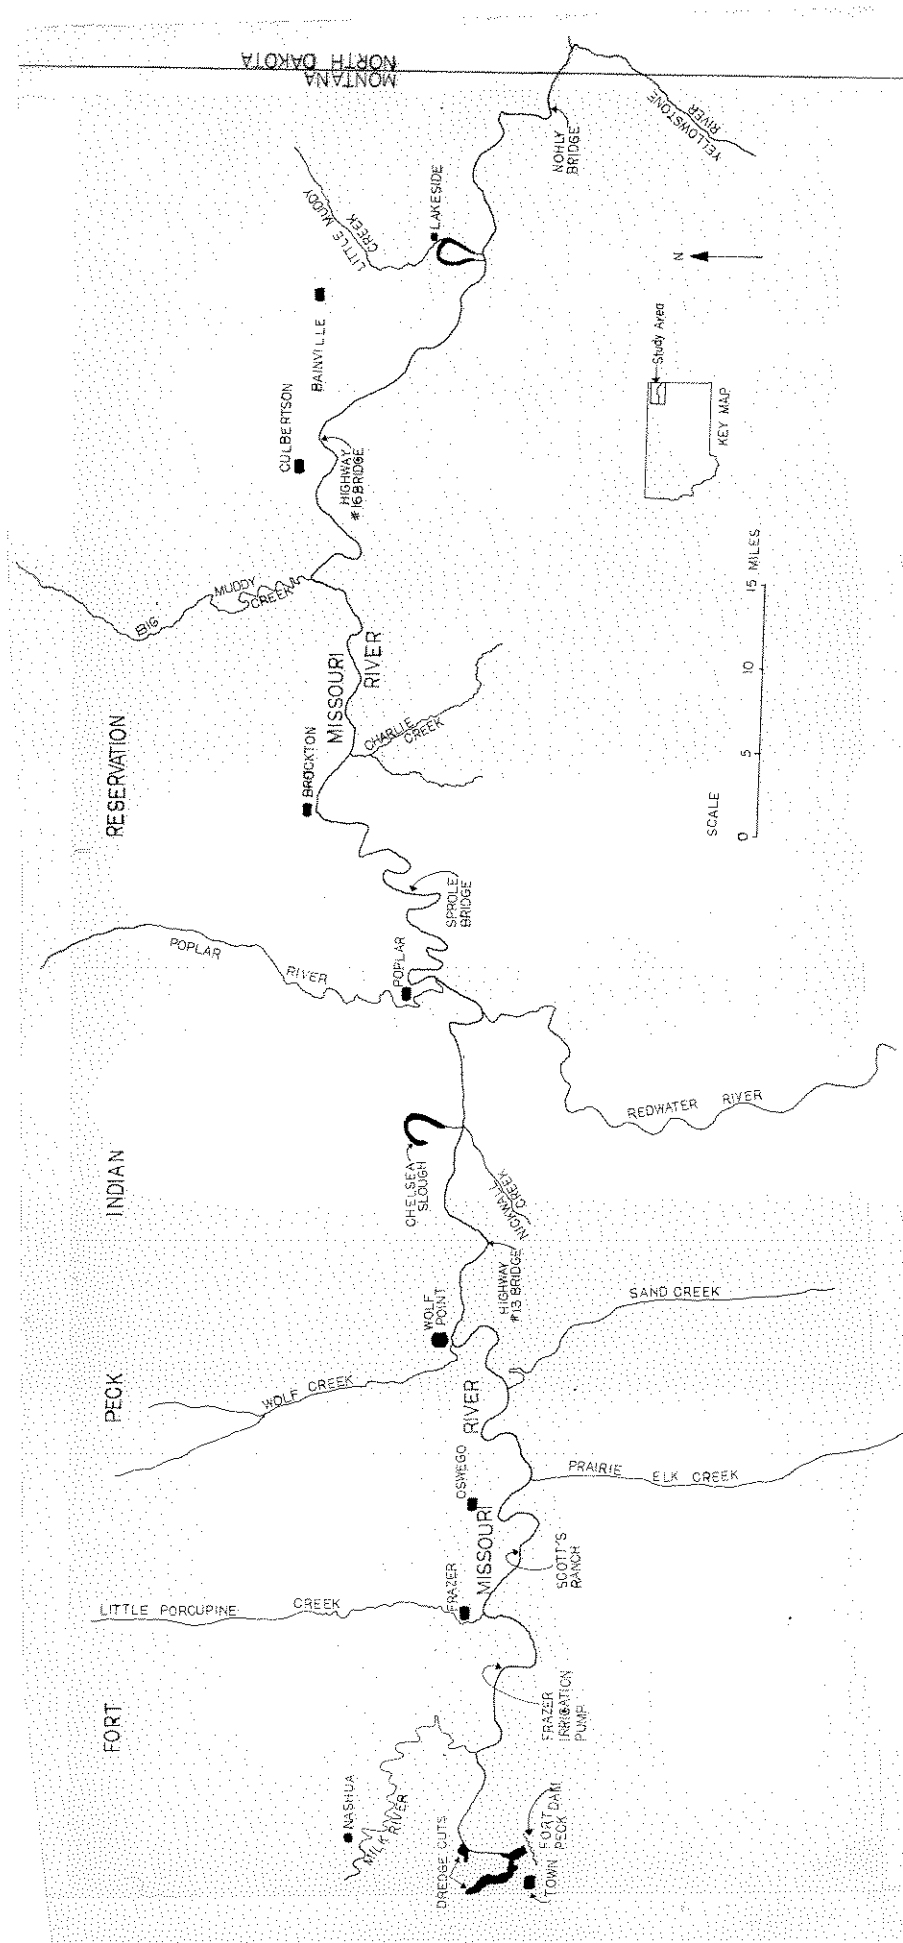 MONTANA
NORTH DAKOTA
YELLOWSTONE
RIVER
NOHLY
BRIDGE
LAKESIDE
LITTLE MUDDY
CREEK
BAINVILLE
CULBERTSON
HIGHWAY
#16 BRIDGE
N
Study Area
KEY MAP
BIG
MUDDY
CREEK
MISSOURI
RIVER
CHARLIE
CREEK
BROCKTON
SCALE
0
5
10
15 MILES
SPROLE
BRIDGE
POPLAR
RIVER
POPLAR
REDWATER
RIVER
CHELSEA
SLOUGH
NICKWALL
CREEK
HIGHWAY
#13 BRIDGE
WOLF
POINT
SAND CREEK
WOLF CREEK
MISSOURI
RIVER
OSWEGO
PRAIRIE
ELK CREEK
SCOTT'S
RANCH
FRAZER
LITTLE PORCUPINE
CREEK
FRAZER
IRRIGATION
PUMP
NASHUA
MILK RIVER
DREDGE CUTS
FORT
PECK
DAM
TOWN
FORT
PECK
INDIAN
RESERVATION